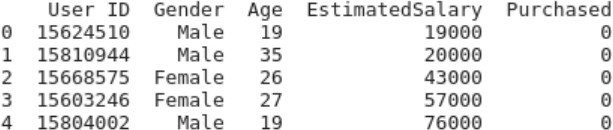 User ID Gender Age EstimatedSalary Purchased
0 15624510 Male 19 19000 0
1 15810944 Male 35 20000 0
2 15668575 Female 26 43000 0
3 15603246 Female 27 57000 0
4 15804002 Male 19 76000 0